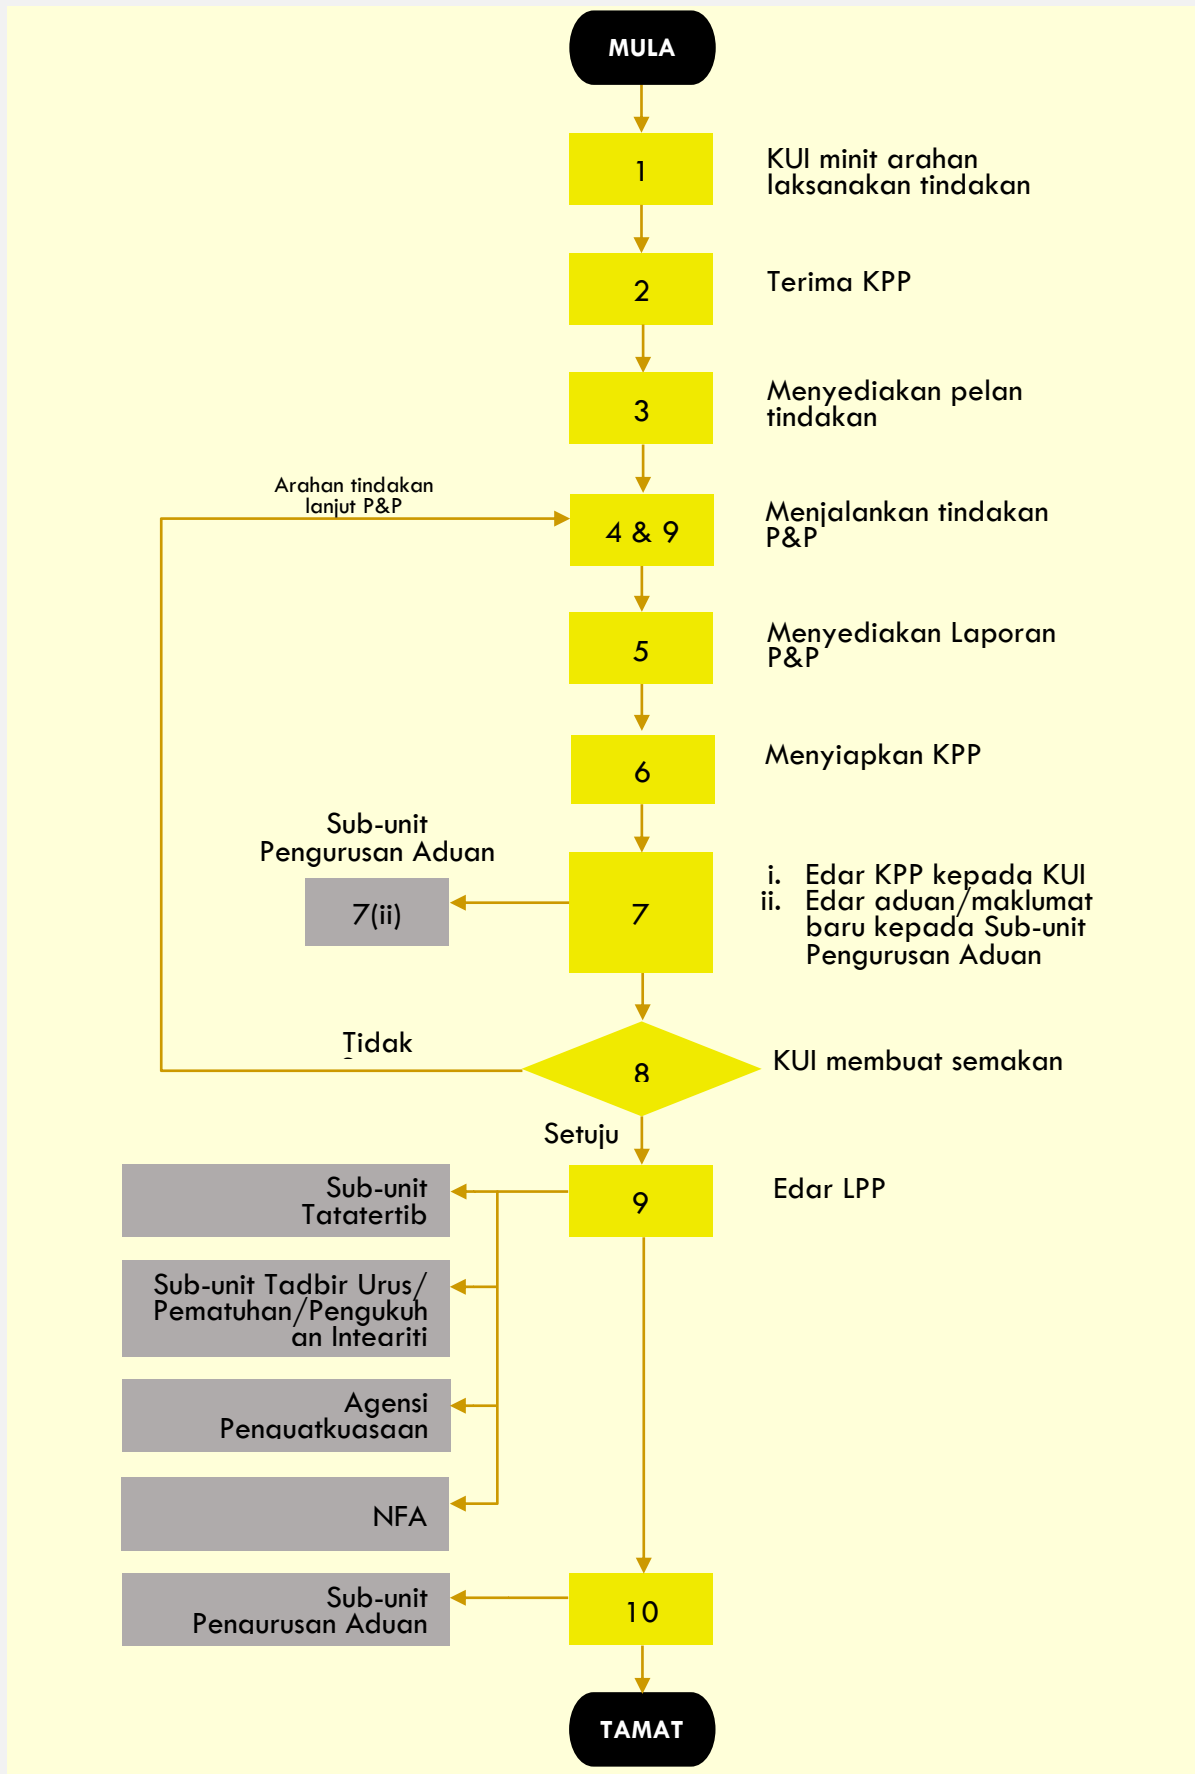 MULA
1
KUI minit arahan
laksanakan tindakan
2
Terima KPP
3
Menyediakan pelan
tindakan
Arahan tindakan
lanjut P&P
4 & 9
Menjalankan tindakan
P&P
5
Menyediakan Laporan
P&P
6
Menyiapkan KPP
Sub-unit
Pengurusan Aduan
7(ii)
7
i. Edar KPP kepada KUI
ii. Edar aduan/maklumat
baru kepada Sub-unit
Pengurusan Aduan
Tidak
8
KUI membuat semakan
Setuju
9
Edar LPP
Sub-unit
Tatatertib
Sub-unit Tadbir Urus/
Pematuhan/Pengukuh
an Integriti
Agensi
Penguatkuasaan
NFA
Sub-unit
Pengurusan Aduan
10
TAMAT